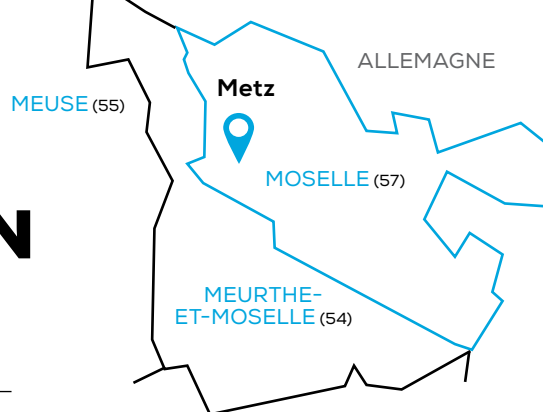 ALLEMAGNE
Metz
MEUSE (55)
MOSELLE (57)
N
MEURTHE-
ET-MOSELLE (54)